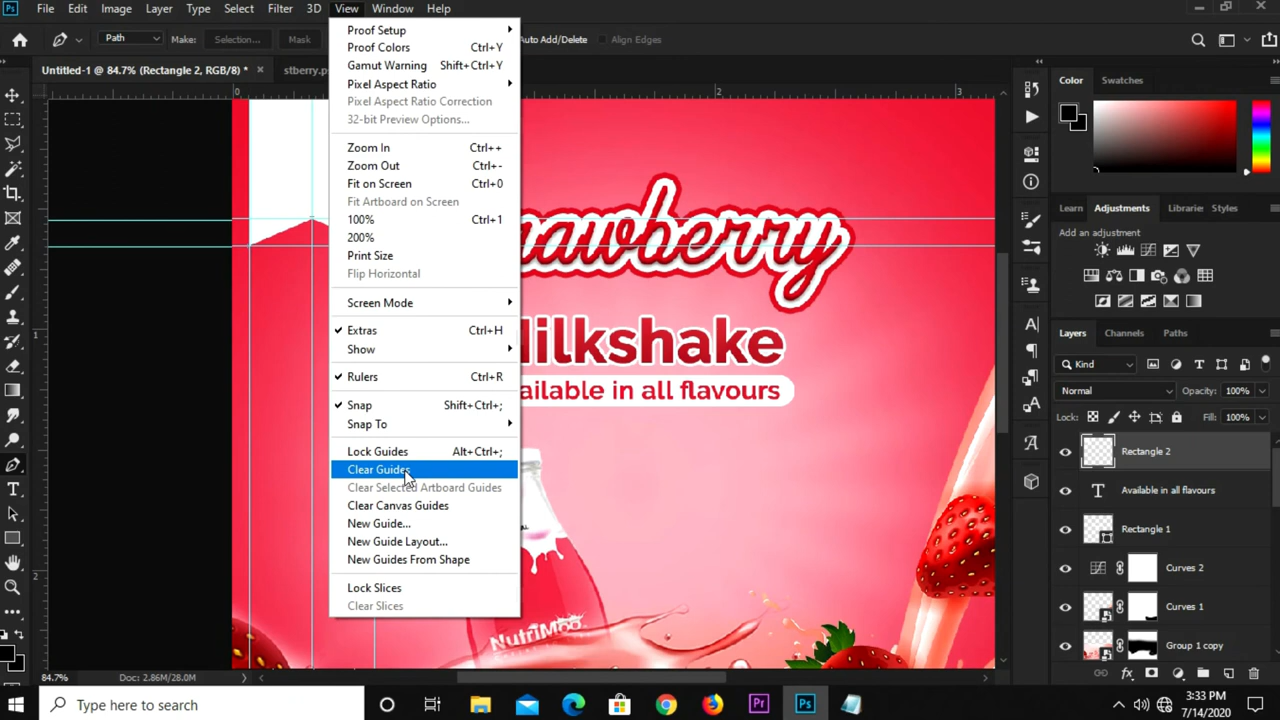 File Edit Image Layer Type Select Filter 3D View Window Help
Path Make: Selection... Mask Auto Add/Delete Align Edges
Untitled-1 @ 84.7% (Rectangle 2, RGB/8) * × stberry.p
0 2 3
1
2
Proof Setup
Proof Colors Ctrl+Y
Gamut Warning Shift+Ctrl+Y
Pixel Aspect Ratio
Pixel Aspect Ratio Correction
32-bit Preview Options...
Zoom In Ctrl++
Zoom Out Ctrl+-
Fit on Screen Ctrl+0
Fit Artboard on Screen
100% Ctrl+1
200%
Print Size
Flip Horizontal
Screen Mode
Extras Ctrl+H
Show
Rulers Ctrl+R
Snap Shift+Ctrl+;
Snap To
Lock Guides Alt+Ctrl+;
Clear Guides
Clear Selected Artboard Guides
Clear Canvas Guides
New Guide...
New Guide Layout...
New Guides From Shape
Lock Slices
Clear Slices
rawberry
ilkshake
ailable in all flavours
NutriMoo
Color Swatches
Learn Adjustments Librarie Styles
Add an adjustment
Layers Channels Paths
Kind
Normal Opacity: 100%
Lock: Fill: 100%
Rectangle 2
Available in all flavours
Rectangle 1
Curves 2
Curves 1
Group 1 copy
84.7% Doc: 2.86M/28.0M
Type here to search
3:33 PM
7/14/2020